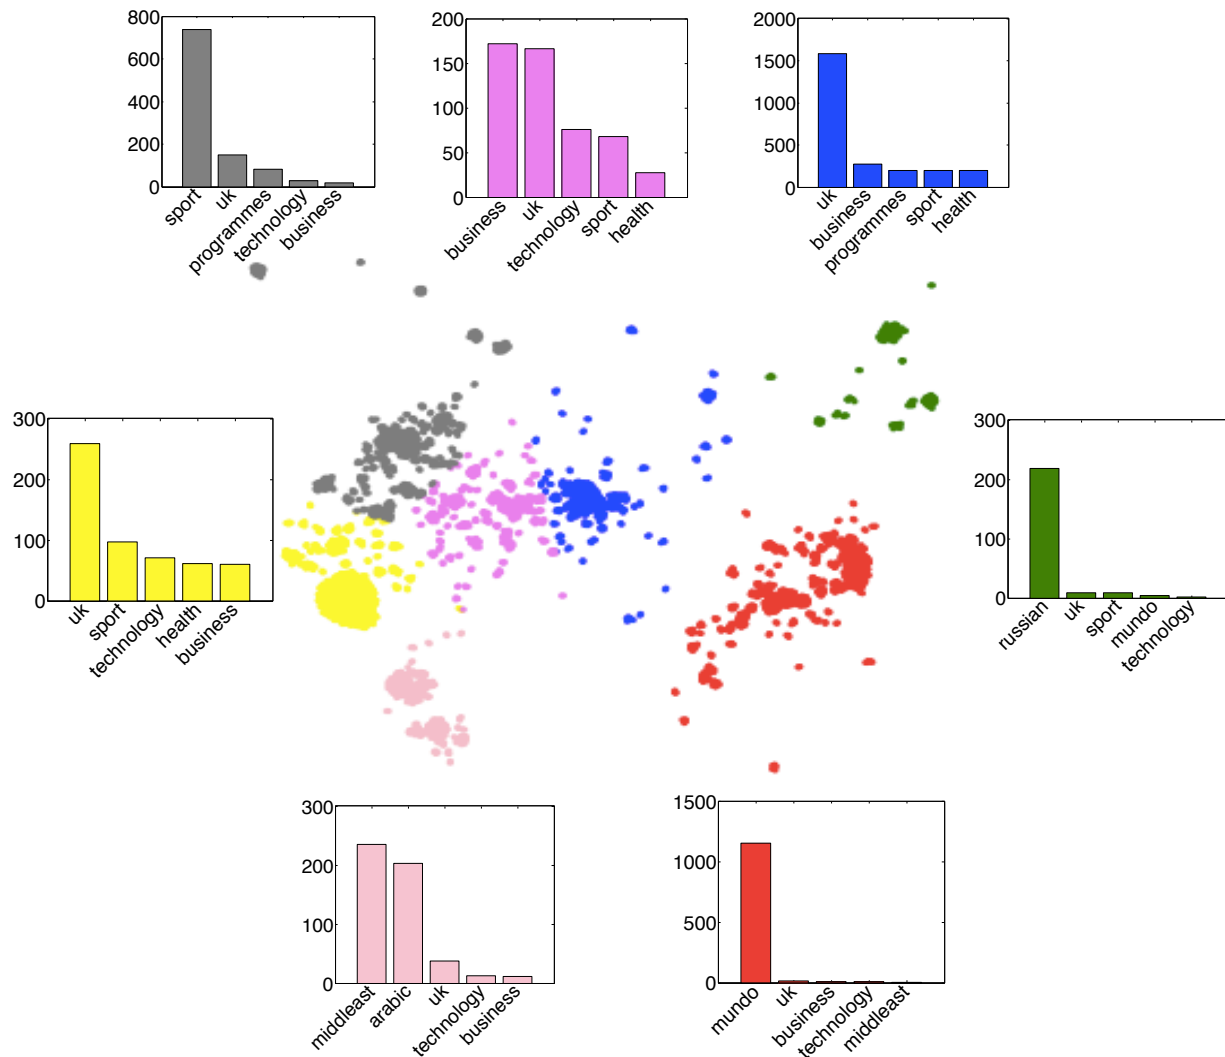 800
600
400
200
0
sport
uk
programmes
technology
business
200
150
100
50
0
business
uk
technology
sport
health
2000
1500
1000
500
0
uk
business
programmes
sport
health
300
200
100
0
uk
sport
technology
health
business
300
200
100
0
russian
uk
sport
mundo
technology
300
200
100
0
middleast
arabic
uk
technology
business
1500
1000
500
0
mundo
uk
business
technology
middleast